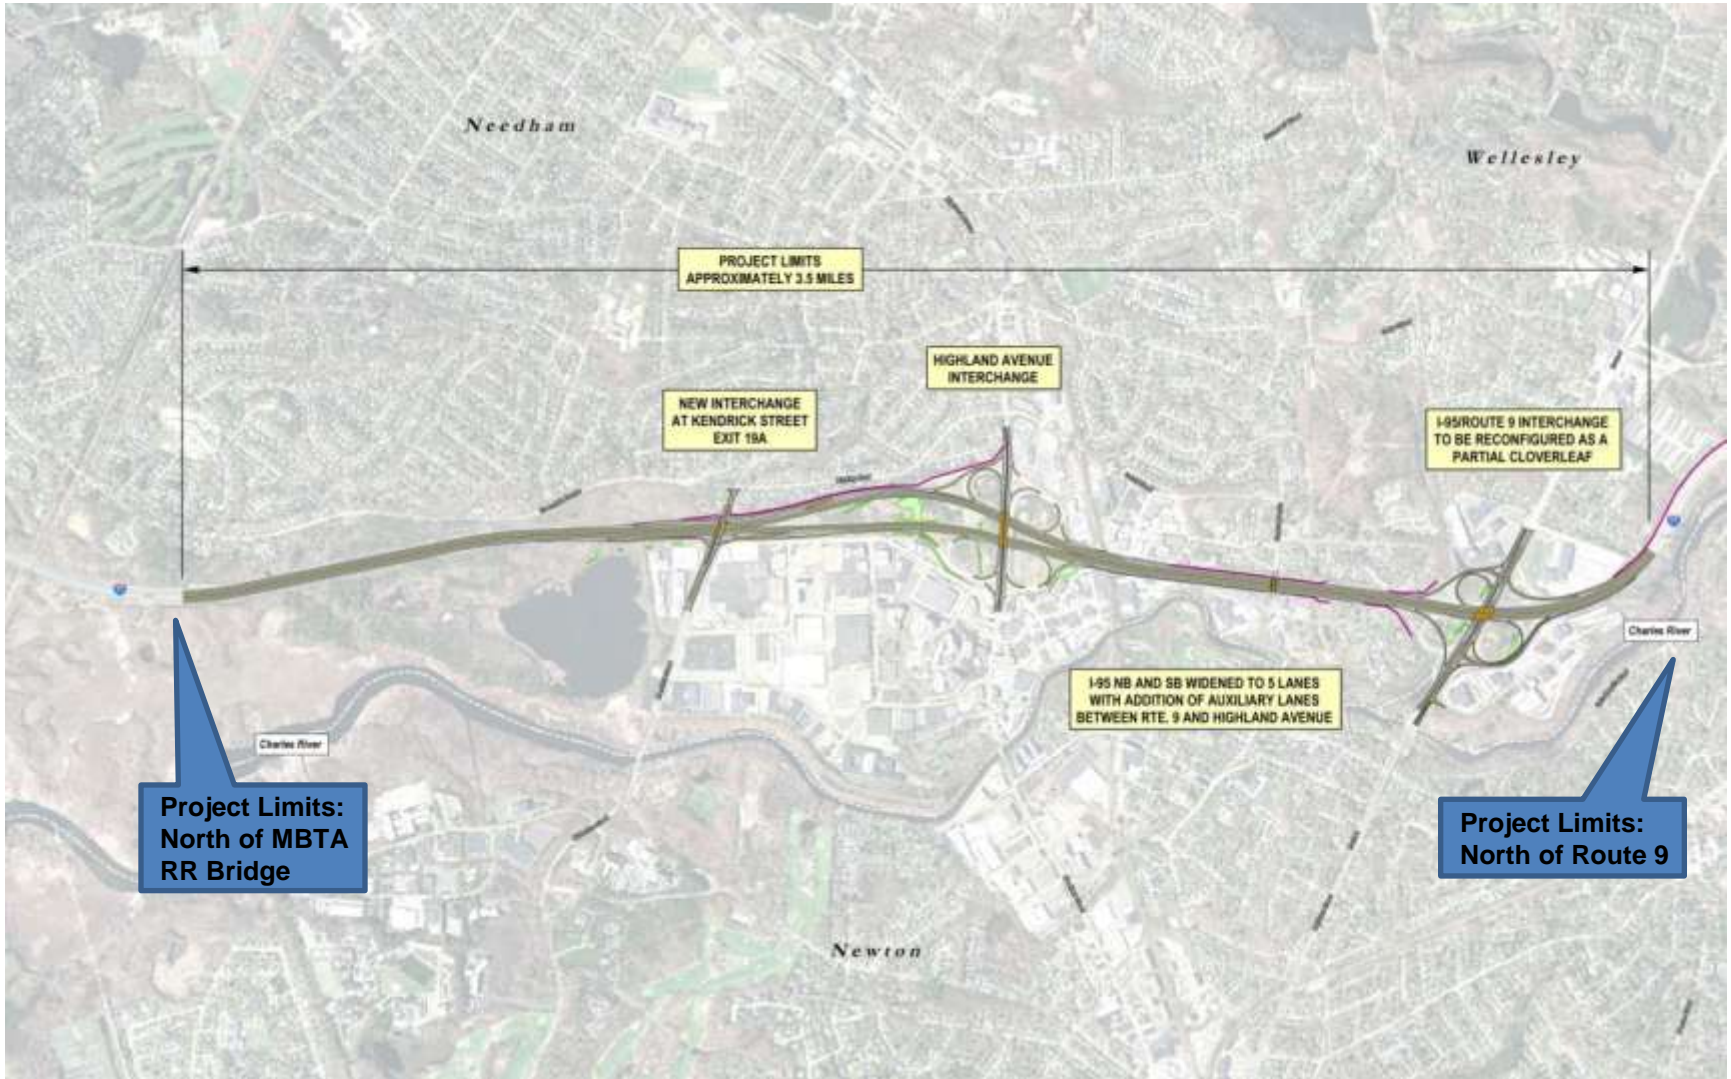 Needham
Wellesley
PROJECT LIMITS
APPROXIMATELY 3.5 MILES
HIGHLAND AVENUE
INTERCHANGE
NEW INTERCHANGE
AT KENDRICK STREET
EXIT 19A
I-95/ROUTE 9 INTERCHANGE
TO BE RECONFIGURED AS A
PARTIAL CLOVERLEAF
Charles River
I-95 NB AND SB WIDENED TO 5 LANES
WITH ADDITION OF AUXILIARY LANES
BETWEEN RTE. 9 AND HIGHLAND AVENUE
Charles River
Project Limits:
North of MBTA
RR Bridge
Project Limits:
North of Route 9
Newton